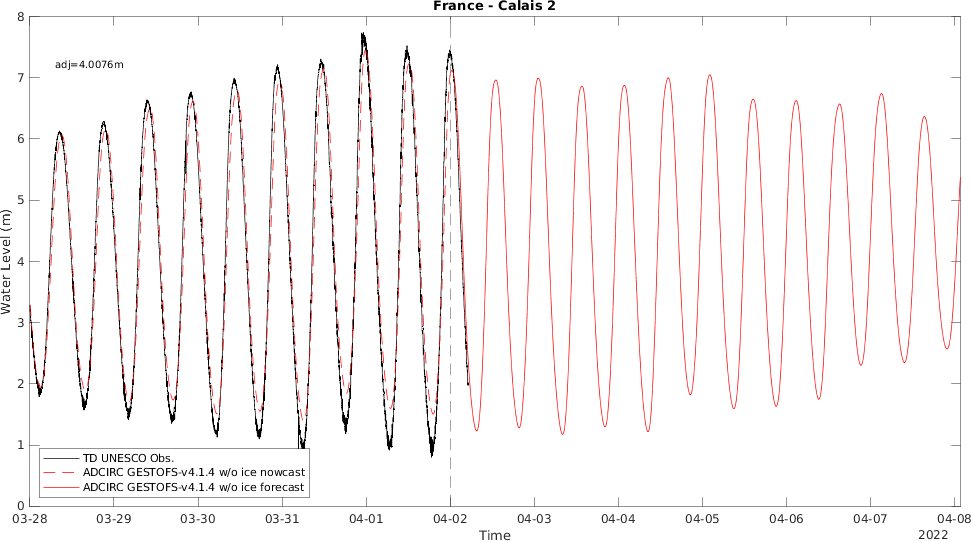 France - Calais 2
adj=4.0076m
8
7
6
5
4
3
2
1
0
Water Level (m)
TD UNESCO Obs.
ADCIRC GESTOFS-v4.1.4 w/o ice nowcast
ADCIRC GESTOFS-v4.1.4 w/o ice forecast
03-28 03-29 03-30 03-31 04-01 04-02 04-03 04-04 04-05 04-06 04-07 04-08
Time
2022